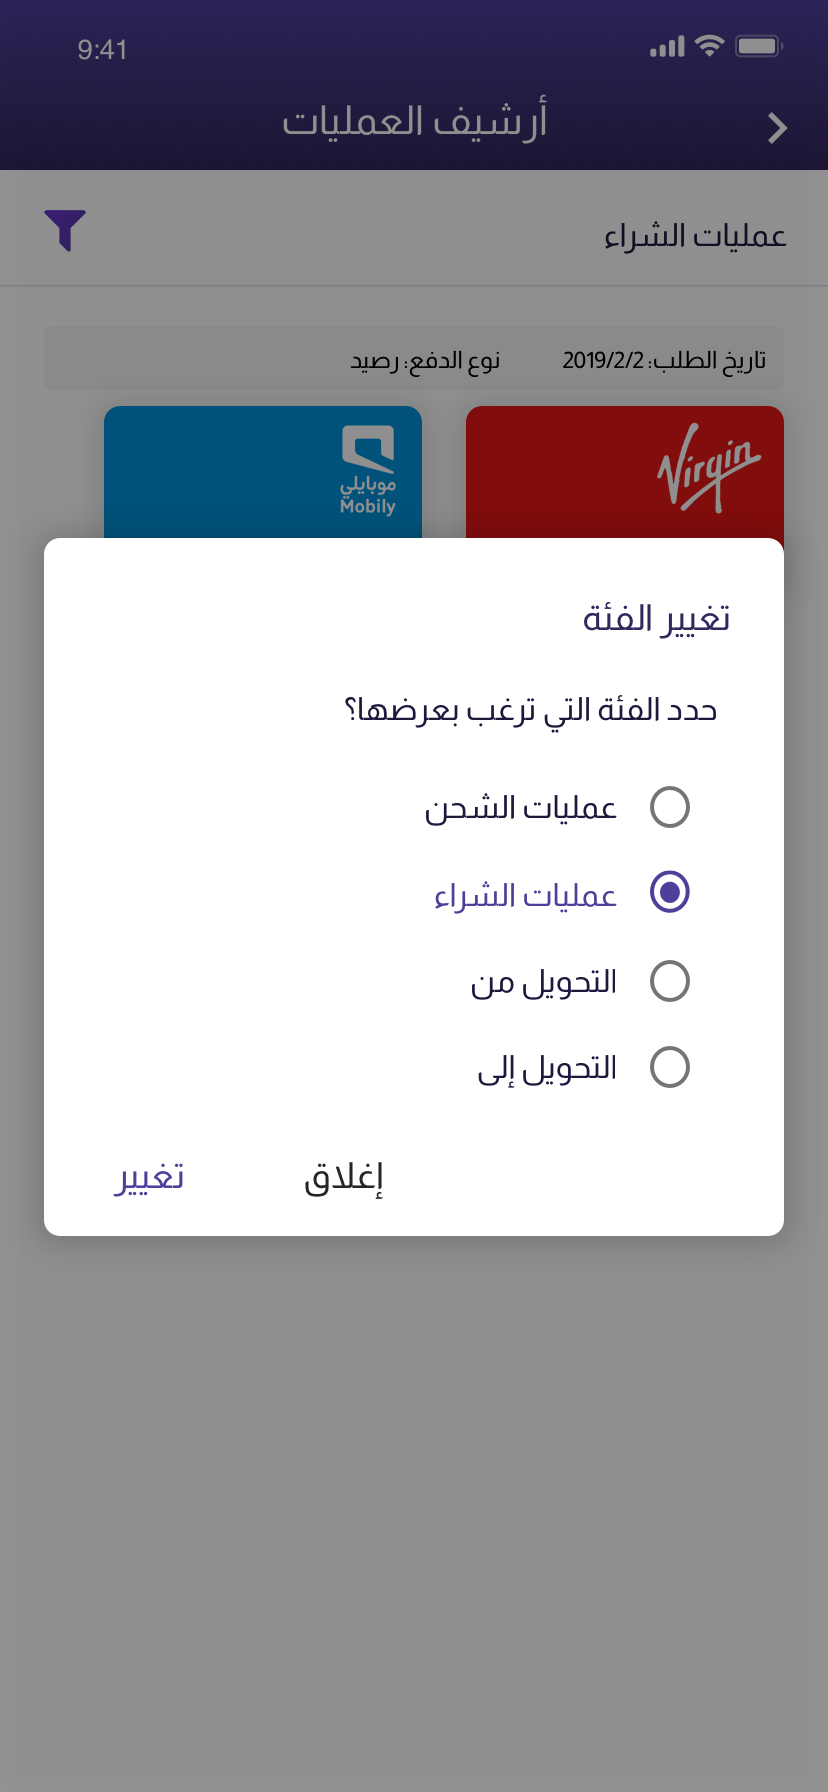 9:41
أرشيف العمليات
عمليات الشراء
تاريخ الطلب: 2019/2/2 نوع الدفع: رصيد
Virgin
موبايلي
Mobily
تغيير الفئة
حدد الفئة التي ترغب بعرضها؟
عمليات الشحن
عمليات الشراء
التحويل من
التحويل إلى
إغلاق تغيير